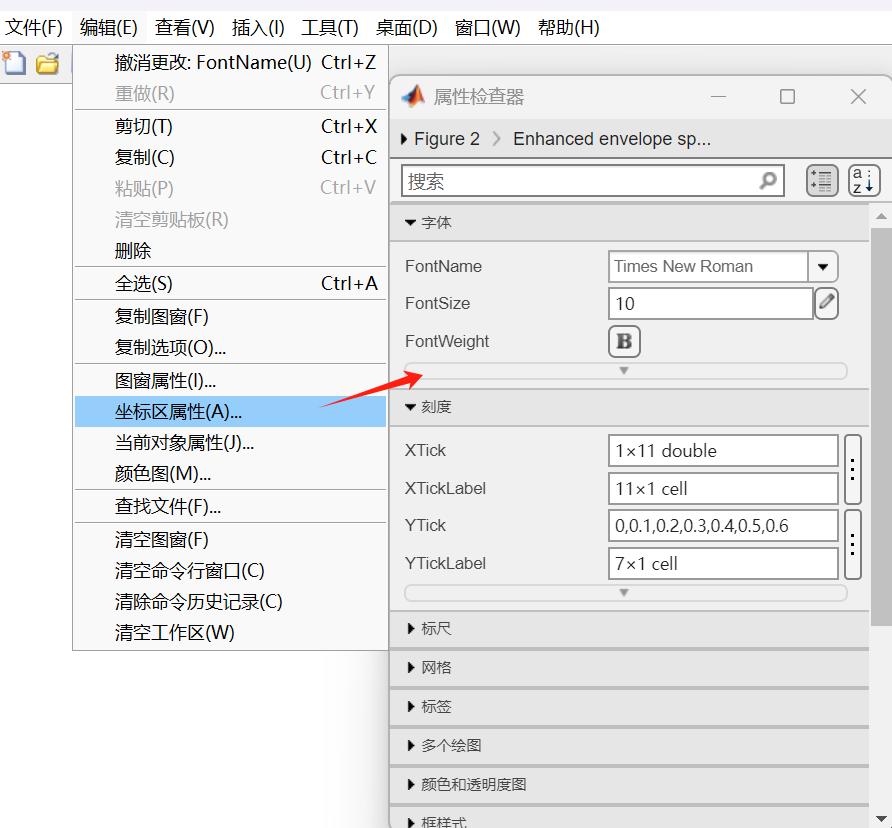 文件(F) 编辑(E) 查看(V) 插入(I) 工具(T) 桌面(D) 窗口(W) 帮助(H)
撤消更改: FontName(U) Ctrl+Z
重做(R) Ctrl+Y
剪切(T) Ctrl+X
复制(C) Ctrl+C
粘贴(P) Ctrl+V
清空剪贴板(R)
删除
全选(S) Ctrl+A
复制图窗(F)
复制选项(O)...
图窗属性(I)...
坐标区属性(A)...
当前对象属性(J)...
颜色图(M)...
查找文件(F)...
清空图窗(F)
清空命令行窗口(C)
清除命令历史记录(C)
清空工作区(W)
属性检查器
Figure 2 Enhanced envelope sp...
搜索
a
z
字体
FontName Times New Roman
FontSize 10
FontWeight B
刻度
XTick 1×11 double
XTickLabel 11×1 cell
YTick 0,0.1,0.2,0.3,0.4,0.5,0.6
YTickLabel 7×1 cell
标尺
网格
标签
多个绘图
颜色和透明度图
框样式